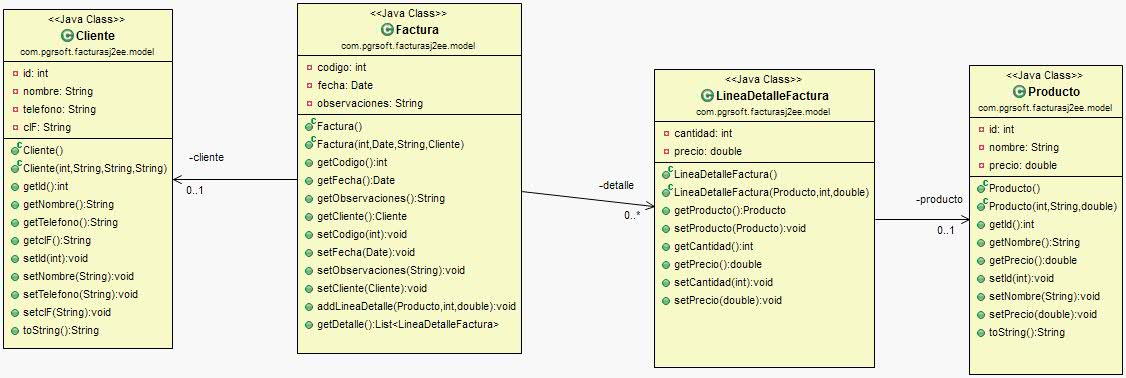 <<Java Class>>
Cliente
com.pgrsoft.facturasj2ee.model
id: int
nombre: String
telefono: String
cIF: String
Cliente()
Cliente(int,String,String,String)
getId():int
getNombre():String
getTelefono():String
getcIF():String
setId(int):void
setNombre(String):void
setTelefono(String):void
setcIF(String):void
toString():String
-cliente
0..1
<<Java Class>>
Factura
com.pgrsoft.facturasj2ee.model
codigo: int
fecha: Date
observaciones: String
Factura()
Factura(int,Date,String,Cliente)
getCodigo():int
getFecha():Date
getObservaciones():String
getCliente():Cliente
setCodigo(int):void
setFecha(Date):void
setObservaciones(String):void
setCliente(Cliente):void
addLineaDetalle(Producto,int,double):void
getDetalle():List<LineaDetalleFactura>
-detalle
0..*
<<Java Class>>
LineaDetalleFactura
com.pgrsoft.facturasj2ee.model
cantidad: int
precio: double
LineaDetalleFactura()
LineaDetalleFactura(Producto,int,double)
getProducto():Producto
setProducto(Producto):void
getCantidad():int
getPrecio():double
setCantidad(int):void
setPrecio(double):void
-producto
0..1
<<Java Class>>
Producto
com.pgrsoft.facturasj2ee.model
id: int
nombre: String
precio: double
Producto()
Producto(int,String,double)
getId():int
getNombre():String
getPrecio():double
setId(int):void
setNombre(String):void
setPrecio(double):void
toString():String